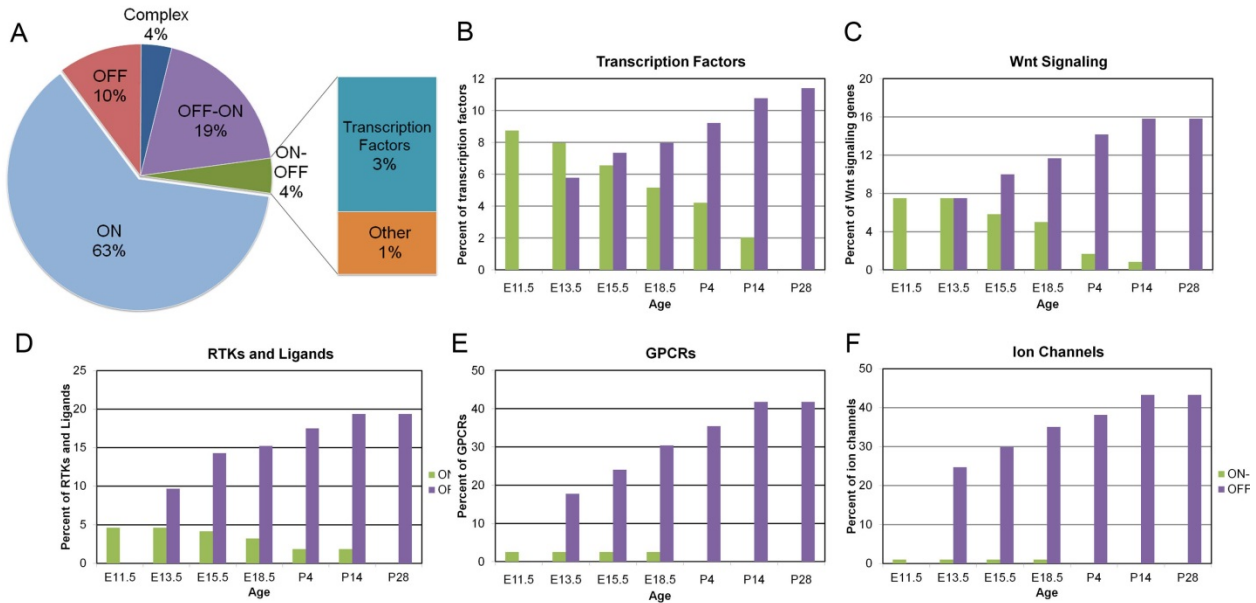 A
Complex
4%
OFF
10%
OFF-ON
19%
ON-
OFF
4%
ON
63%
Transcription
Factors
3%
Other
1%
B
Transcription Factors
Percent of transcription factors
12
10
8
6
4
2
0
E11.5 E13.5 E15.5 E18.5 P4 P14 P28
Age
C
Wnt Signaling
Percent of Wnt signaling genes
20
16
12
8
4
0
E11.5 E13.5 E15.5 E18.5 P4 P14 P28
Age
D
RTKs and Ligands
Percent of RTKs and Ligands
25
20
15
10
5
0
E11.5 E13.5 E15.5 E18.5 P4 P14 P28
Age
E
GPCRs
Percent of GPCRs
50
40
30
20
10
0
E11.5 E13.5 E15.5 E18.5 P4 P14 P28
Age
F
Ion Channels
Percent of ion channels
50
40
30
20
10
0
E11.5 E13.5 E15.5 E18.5 P4 P14 P28
Age
ON-
OFF